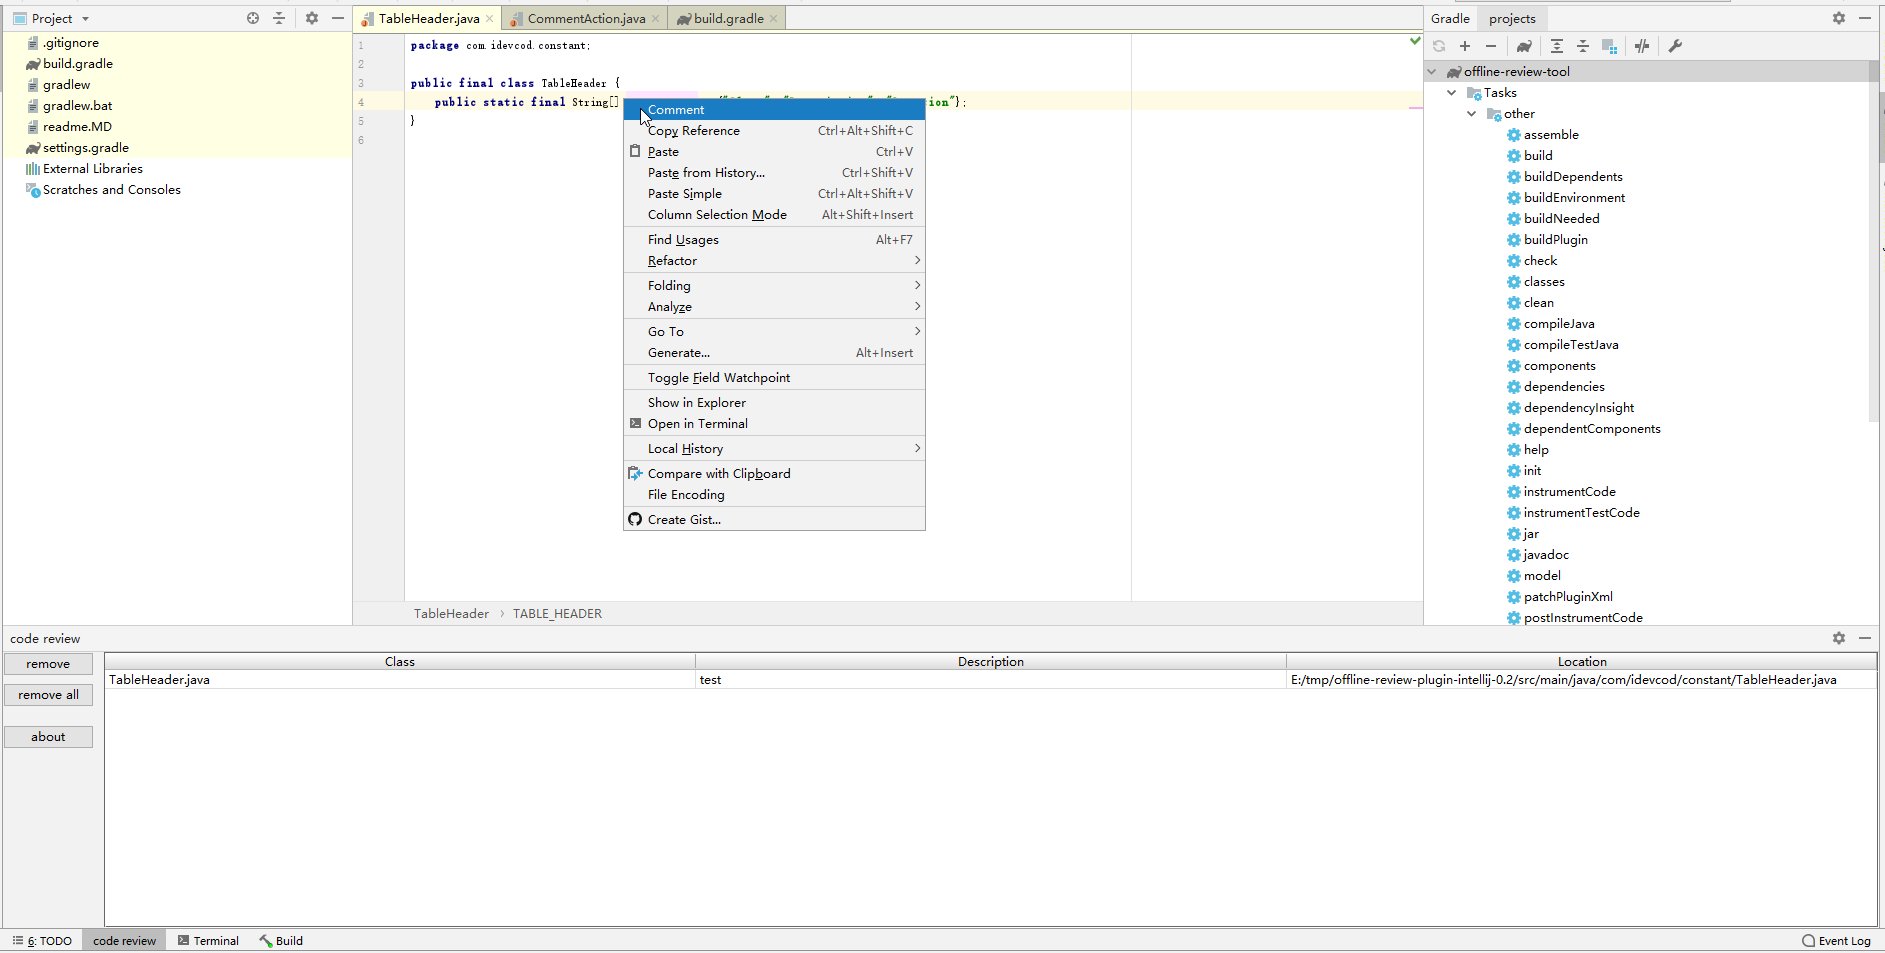 Project
.gitignore
build.gradle
gradlew
gradlew.bat
readme.MD
settings.gradle
External Libraries
Scratches and Consoles
TableHeader.java
CommentAction.java
build.gradle
1
2
3
4
5
6
package com.idevcod.constant;
public final class TableHeader {
public static final String[]
"};
}
Comment
Copy Reference Ctrl+Alt+Shift+C
Paste Ctrl+V
Paste from History... Ctrl+Shift+V
Paste Simple Ctrl+Alt+Shift+V
Column Selection Mode Alt+Shift+Insert
Find Usages Alt+F7
Refactor
Folding
Analyze
Go To
Generate... Alt+Insert
Toggle Field Watchpoint
Show in Explorer
Open in Terminal
Local History
Compare with Clipboard
File Encoding
Create Gist...
TableHeader › TABLE_HEADER
Gradle projects
offline-review-tool
Tasks
other
assemble
build
buildDependents
buildEnvironment
buildNeeded
buildPlugin
check
classes
clean
compileJava
compileTestJava
components
dependencies
dependencyInsight
dependentComponents
help
init
instrumentCode
instrumentTestCode
jar
javadoc
model
patchPluginXml
postInstrumentCode
code review
remove
remove all
about
Class Description Location
TableHeader.java test E:/tmp/offline-review-plugin-intellij-0.2/src/main/java/com/idevcod/constant/TableHeader.java
6: TODO code review Terminal Build Event Log